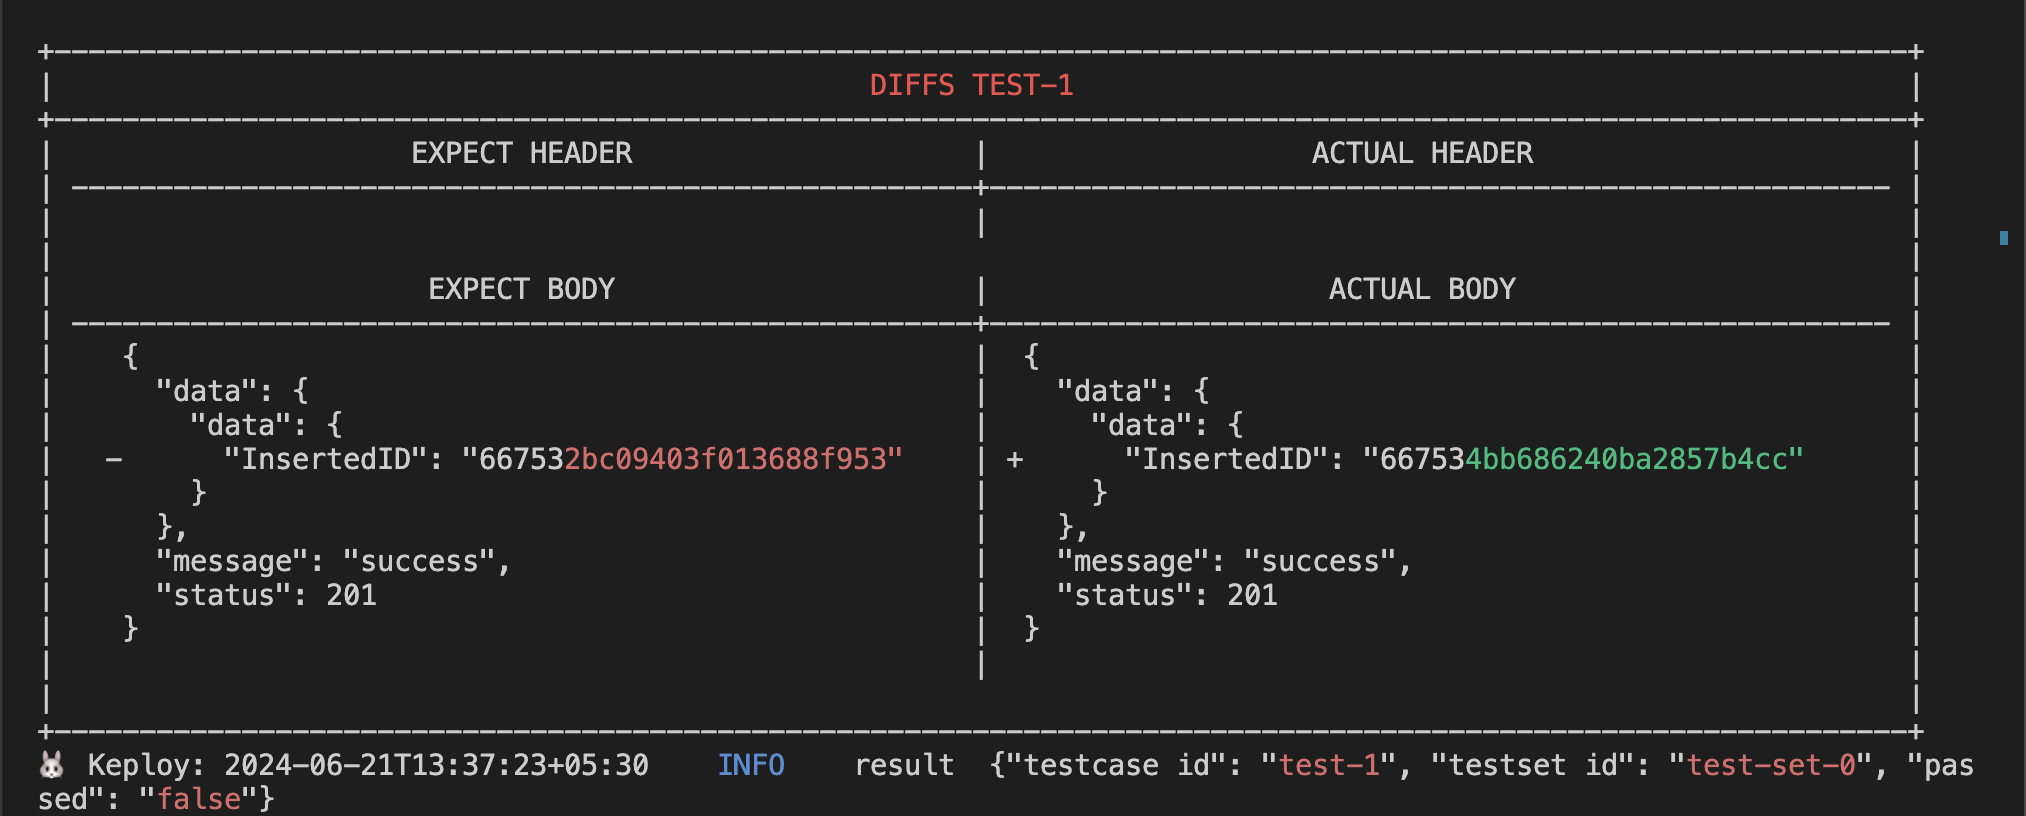 DIFFS TEST-1
EXPECT HEADER | ACTUAL HEADER
EXPECT BODY | ACTUAL BODY
{ | {
"data": { | "data": {
"data": { | "data": {
- "InsertedID": "667532bc09403f013688f953" | + "InsertedID": "667534bb686240ba2857b4cc"
} | }
}, | },
"message": "success", | "message": "success",
"status": 201 | "status": 201
} | }
Keploy: 2024-06-21T13:37:23+05:30 INFO result {"testcase id": "test-1", "testset id": "test-set-0", "pas
sed": "false"}